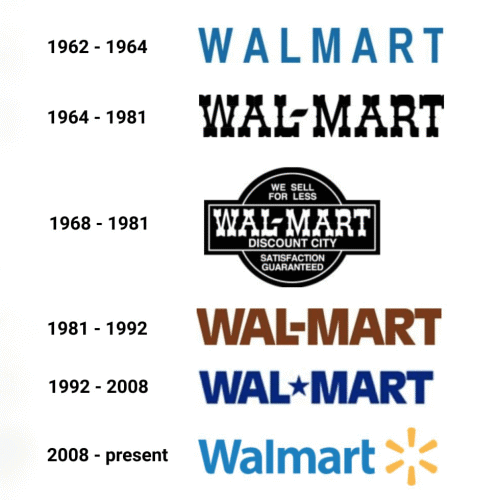 1962 - 1964
WALMART
1964 - 1981
WAL-MART
1968 - 1981
WE SELL
FOR LESS
WAL-MART
DISCOUNT CITY
SATISFACTION
GUARANTEED
1981 - 1992
WAL-MART
1992 - 2008
WAL★MART
2008 - present
Walmart